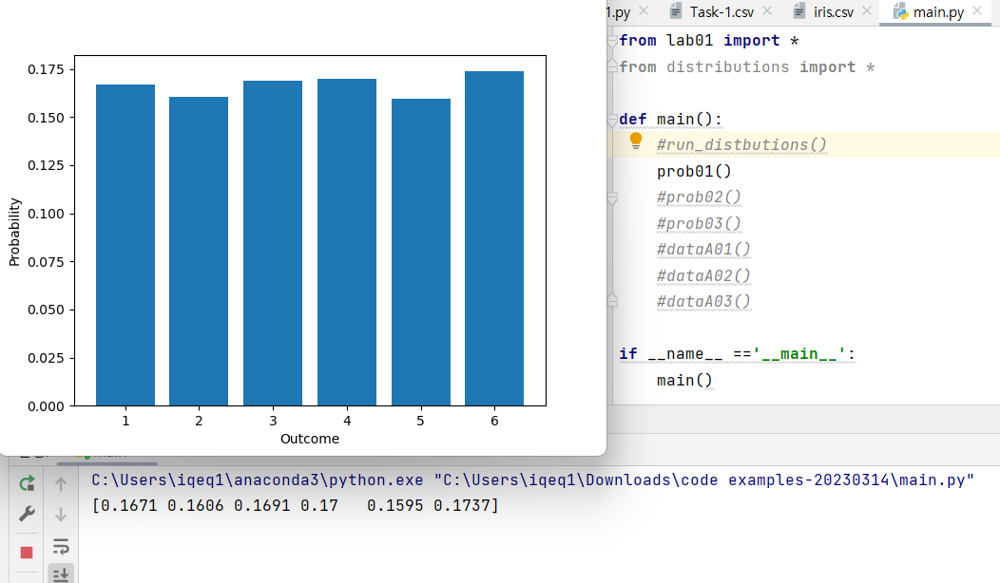 1.py Task-1.csv iris.csv main.py
0.175
0.150
0.125
0.100
0.075
0.050
0.025
0.000
Probability
1 2 3 4 5 6
Outcome
from lab01 import *
from distributions import *
def main():
#run_distbutions()
prob01()
#prob02()
#prob03()
#dataA01()
#dataA02()
#dataA03()
if __name__ =='__main__':
main()
C:\Users\iqeq1\anaconda3\python.exe "C:\Users\iqeq1\Downloads\code examples-20230314\main.py"
[0.1671 0.1606 0.1691 0.17   0.1595 0.1737]